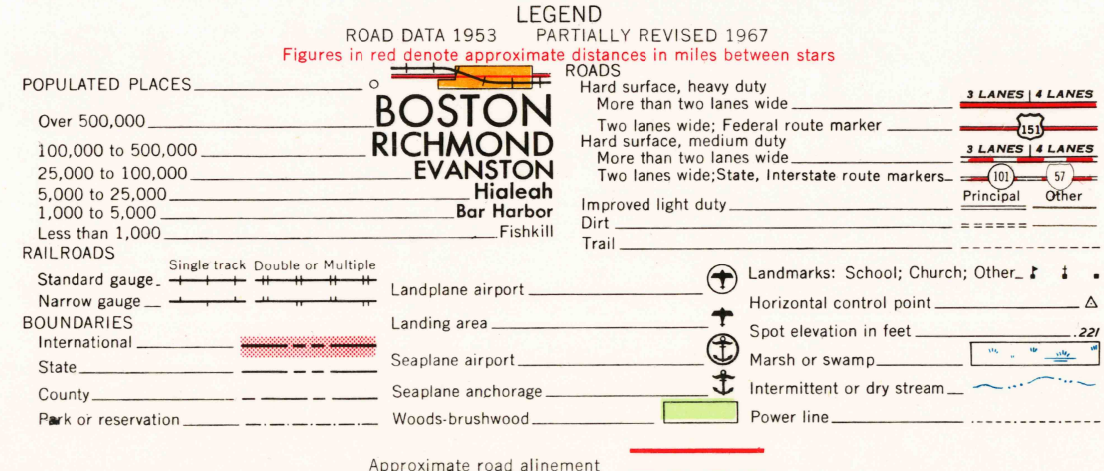 LEGEND
ROAD DATA 1953 PARTIALLY REVISED 1967
Figures in red denote approximate distances in miles between stars
POPULATED PLACES
Over 500,000 BOSTON
100,000 to 500,000 RICHMOND
25,000 to 100,000 EVANSTON
5,000 to 25,000 Hialeah
1,000 to 5,000 Bar Harbor
Less than 1,000 Fishkill
RAILROADS
Single track Double or Multiple
Standard gauge
Narrow gauge
BOUNDARIES
International
State
County
Park or reservation
Landplane airport
Landing area
Seaplane airport
Seaplane anchorage
Woods-brushwood
ROADS
Hard surface, heavy duty
More than two lanes wide 3 LANES | 4 LANES
Two lanes wide; Federal route marker 151
Hard surface, medium duty
More than two lanes wide 3 LANES | 4 LANES
Two lanes wide;State, Interstate route markers 101 57
Principal Other
Improved light duty
Dirt
Trail
Landmarks: School; Church; Other
Horizontal control point
Spot elevation in feet .221
Marsh or swamp
Intermittent or dry stream
Power line
Approximate road alinement